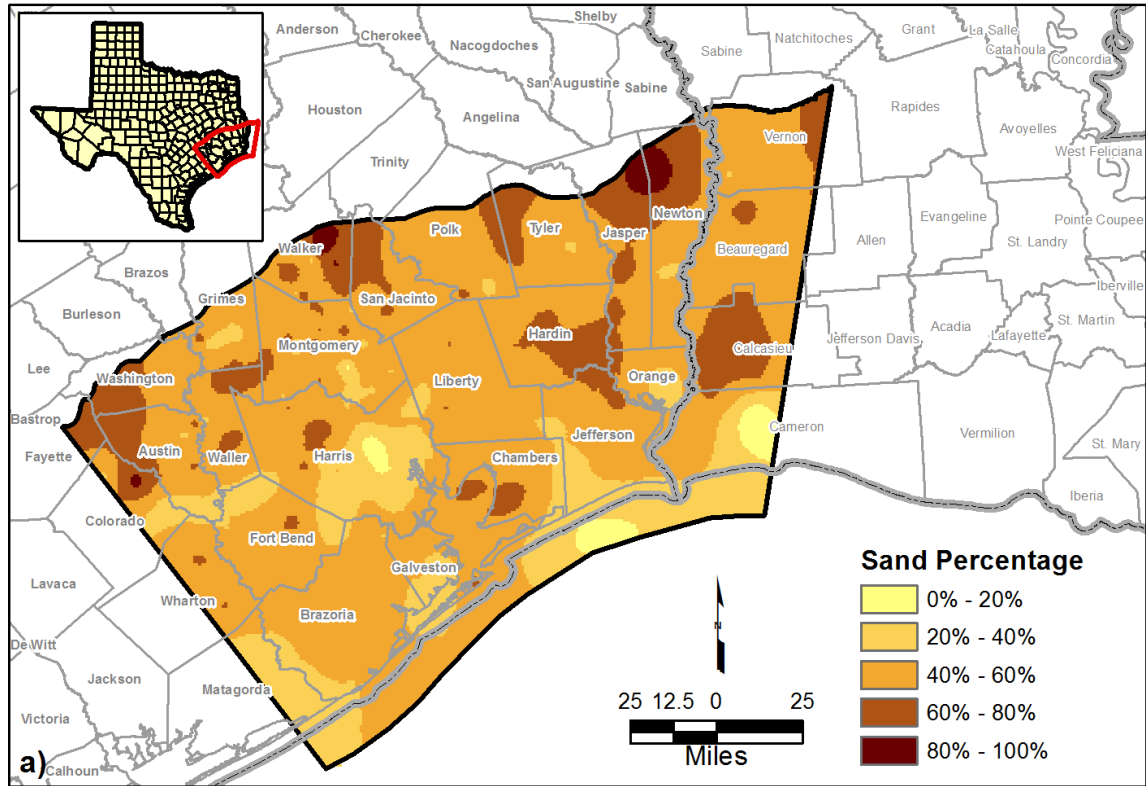 Shelby
Anderson
Cherokee
Nacogdoches
Sabine
Natchitoches
Grant
La Salle
Catahoula
Concordia
San Augustine
Sabine
Houston
Angelina
Rapides
Avoyelles
Vernon
West Feliciana
Trinity
Evangeline
Pointe Coupee
Newton
Polk
Tyler
Jasper
Walker
Allen
St. Landry
Beauregard
Brazos
Grimes
San Jacinto
Iberville
Burleson
St. Martin
Acadia
Lafayette
Hardin
Jefferson Davis
Montgomery
Calcasieu
Lee
Washington
Liberty
Orange
Bastrop
Cameron
Jefferson
Vermilion
St. Mary
Fayette
Austin
Waller
Harris
Chambers
Iberia
Colorado
Fort Bend
Galveston
Lavaca
Wharton
Brazoria
De Witt
Jackson
Matagorda
Victoria
Calhoun
a)
N
25 12.5 0 25
Miles
Sand Percentage
0% - 20%
20% - 40%
40% - 60%
60% - 80%
80% - 100%